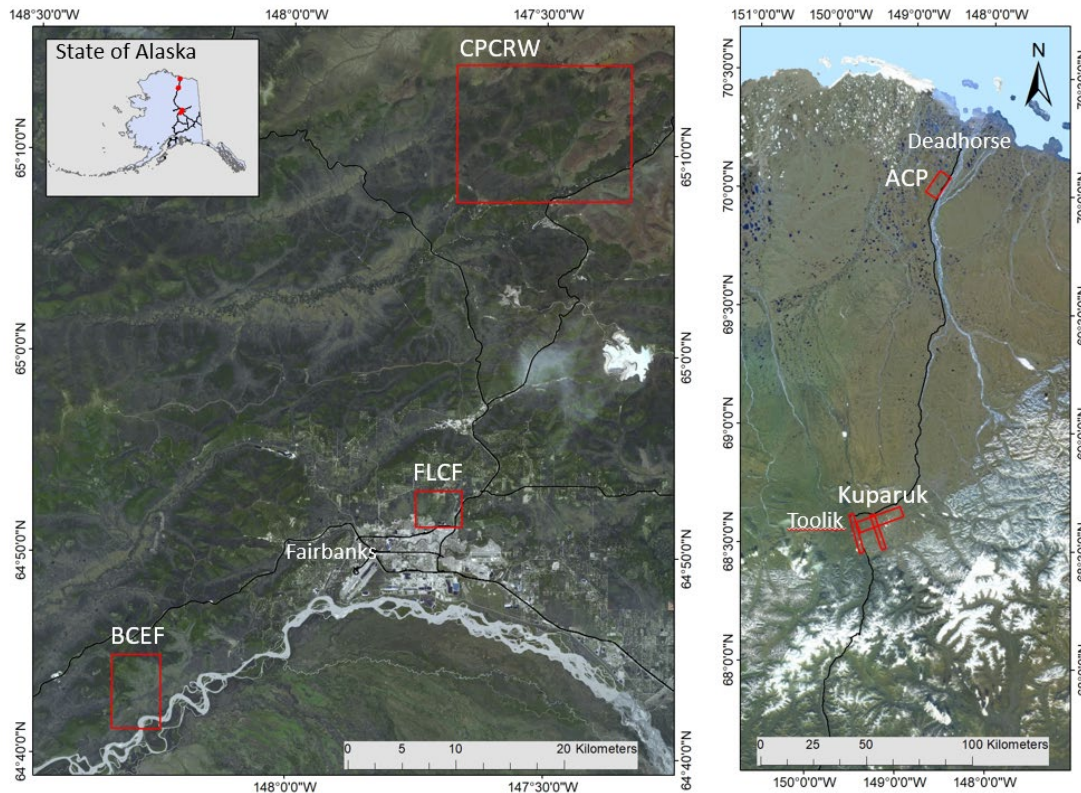 148°30'0"W 148°0'0"W 147°30'0"W
State of Alaska
CPCRW
65°10'0"N
65°10'0"N
65°0'0"N
65°0'0"N
FLCF
Fairbanks
64°50'0"N
64°50'0"N
BCEF
64°40'0"N
64°40'0"N
0 5 10 20 Kilometers
148°0'0"W 147°30'0"W
151°0'0"W 150°0'0"W 149°0'0"W 148°0'0"W
N
70°30'0"N
Deadhorse
ACP
70°0'0"N
69°30'0"N
69°0'0"N
Kuparuk
Toolik
68°30'0"N
68°0'0"N
0 25 50 100 Kilometers
150°0'0"W 149°0'0"W 148°0'0"W